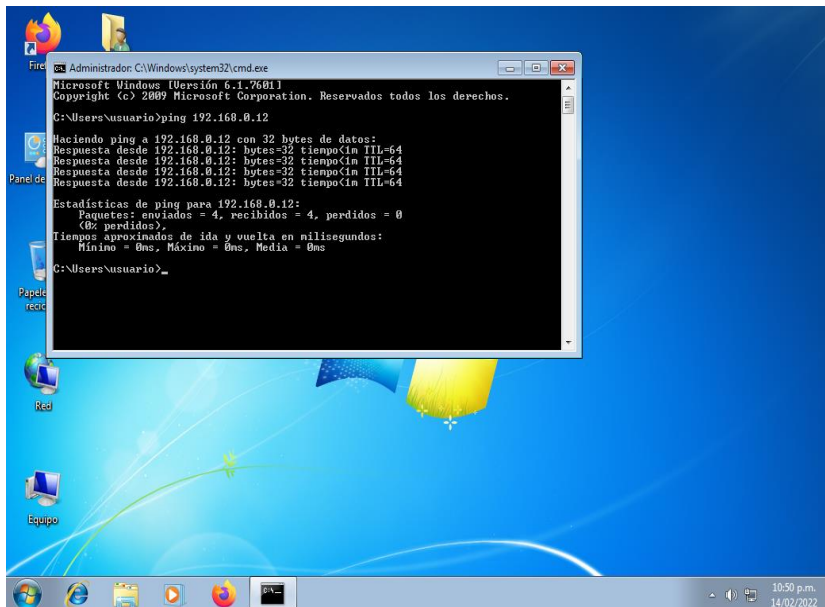 Administrador: C:\Windows\system32\cmd.exe
Microsoft Windows [Versión 6.1.7601]
Copyright (c) 2009 Microsoft Corporation. Reservados todos los derechos.
C:\Users\usuario>ping 192.168.0.12
Haciendo ping a 192.168.0.12 con 32 bytes de datos:
Respuesta desde 192.168.0.12: bytes=32 tiempo<1m TTL=64
Respuesta desde 192.168.0.12: bytes=32 tiempo<1m TTL=64
Respuesta desde 192.168.0.12: bytes=32 tiempo<1m TTL=64
Respuesta desde 192.168.0.12: bytes=32 tiempo<1m TTL=64
Estadísticas de ping para 192.168.0.12:
Paquetes: enviados = 4, recibidos = 4, perdidos = 0
(0% perdidos),
Tiempos aproximados de ida y vuelta en milisegundos:
Mínimo = 0ms, Máximo = 0ms, Media = 0ms
C:\Users\usuario>_
Panel de
Red
Equipo
10:50 p.m.
14/02/2022